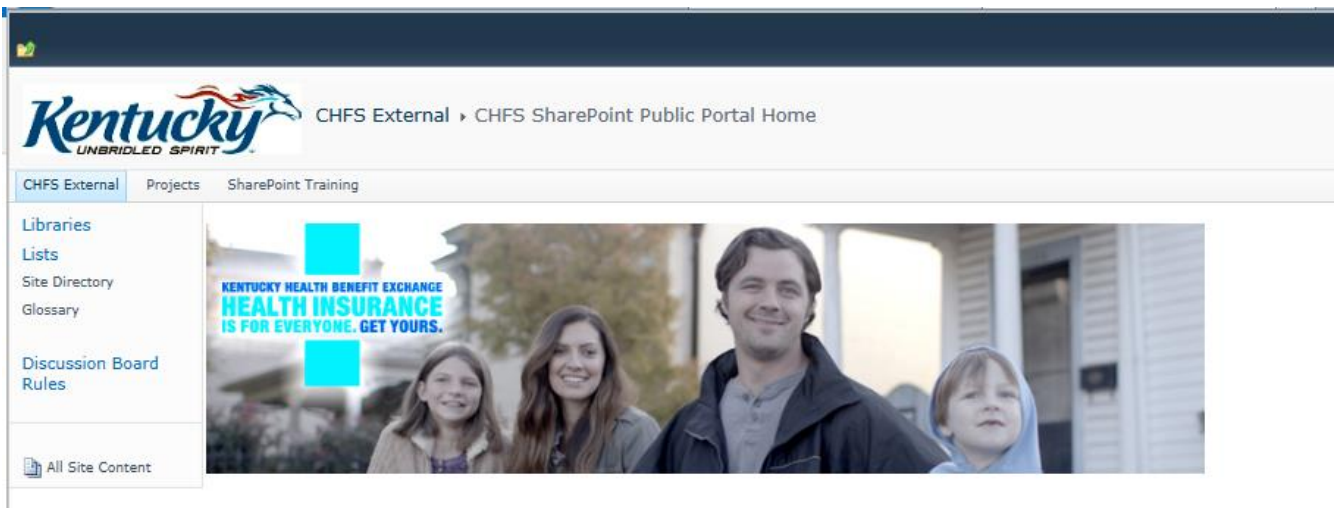 Kentucky
UNBRIDLED SPIRIT
CHFS External ▸ CHFS SharePoint Public Portal Home
CHFS External Projects SharePoint Training
Libraries
Lists
Site Directory
Glossary
Discussion Board
Rules
All Site Content
KENTUCKY HEALTH BENEFIT EXCHANGE
HEALTH INSURANCE
IS FOR EVERYONE. GET YOURS.